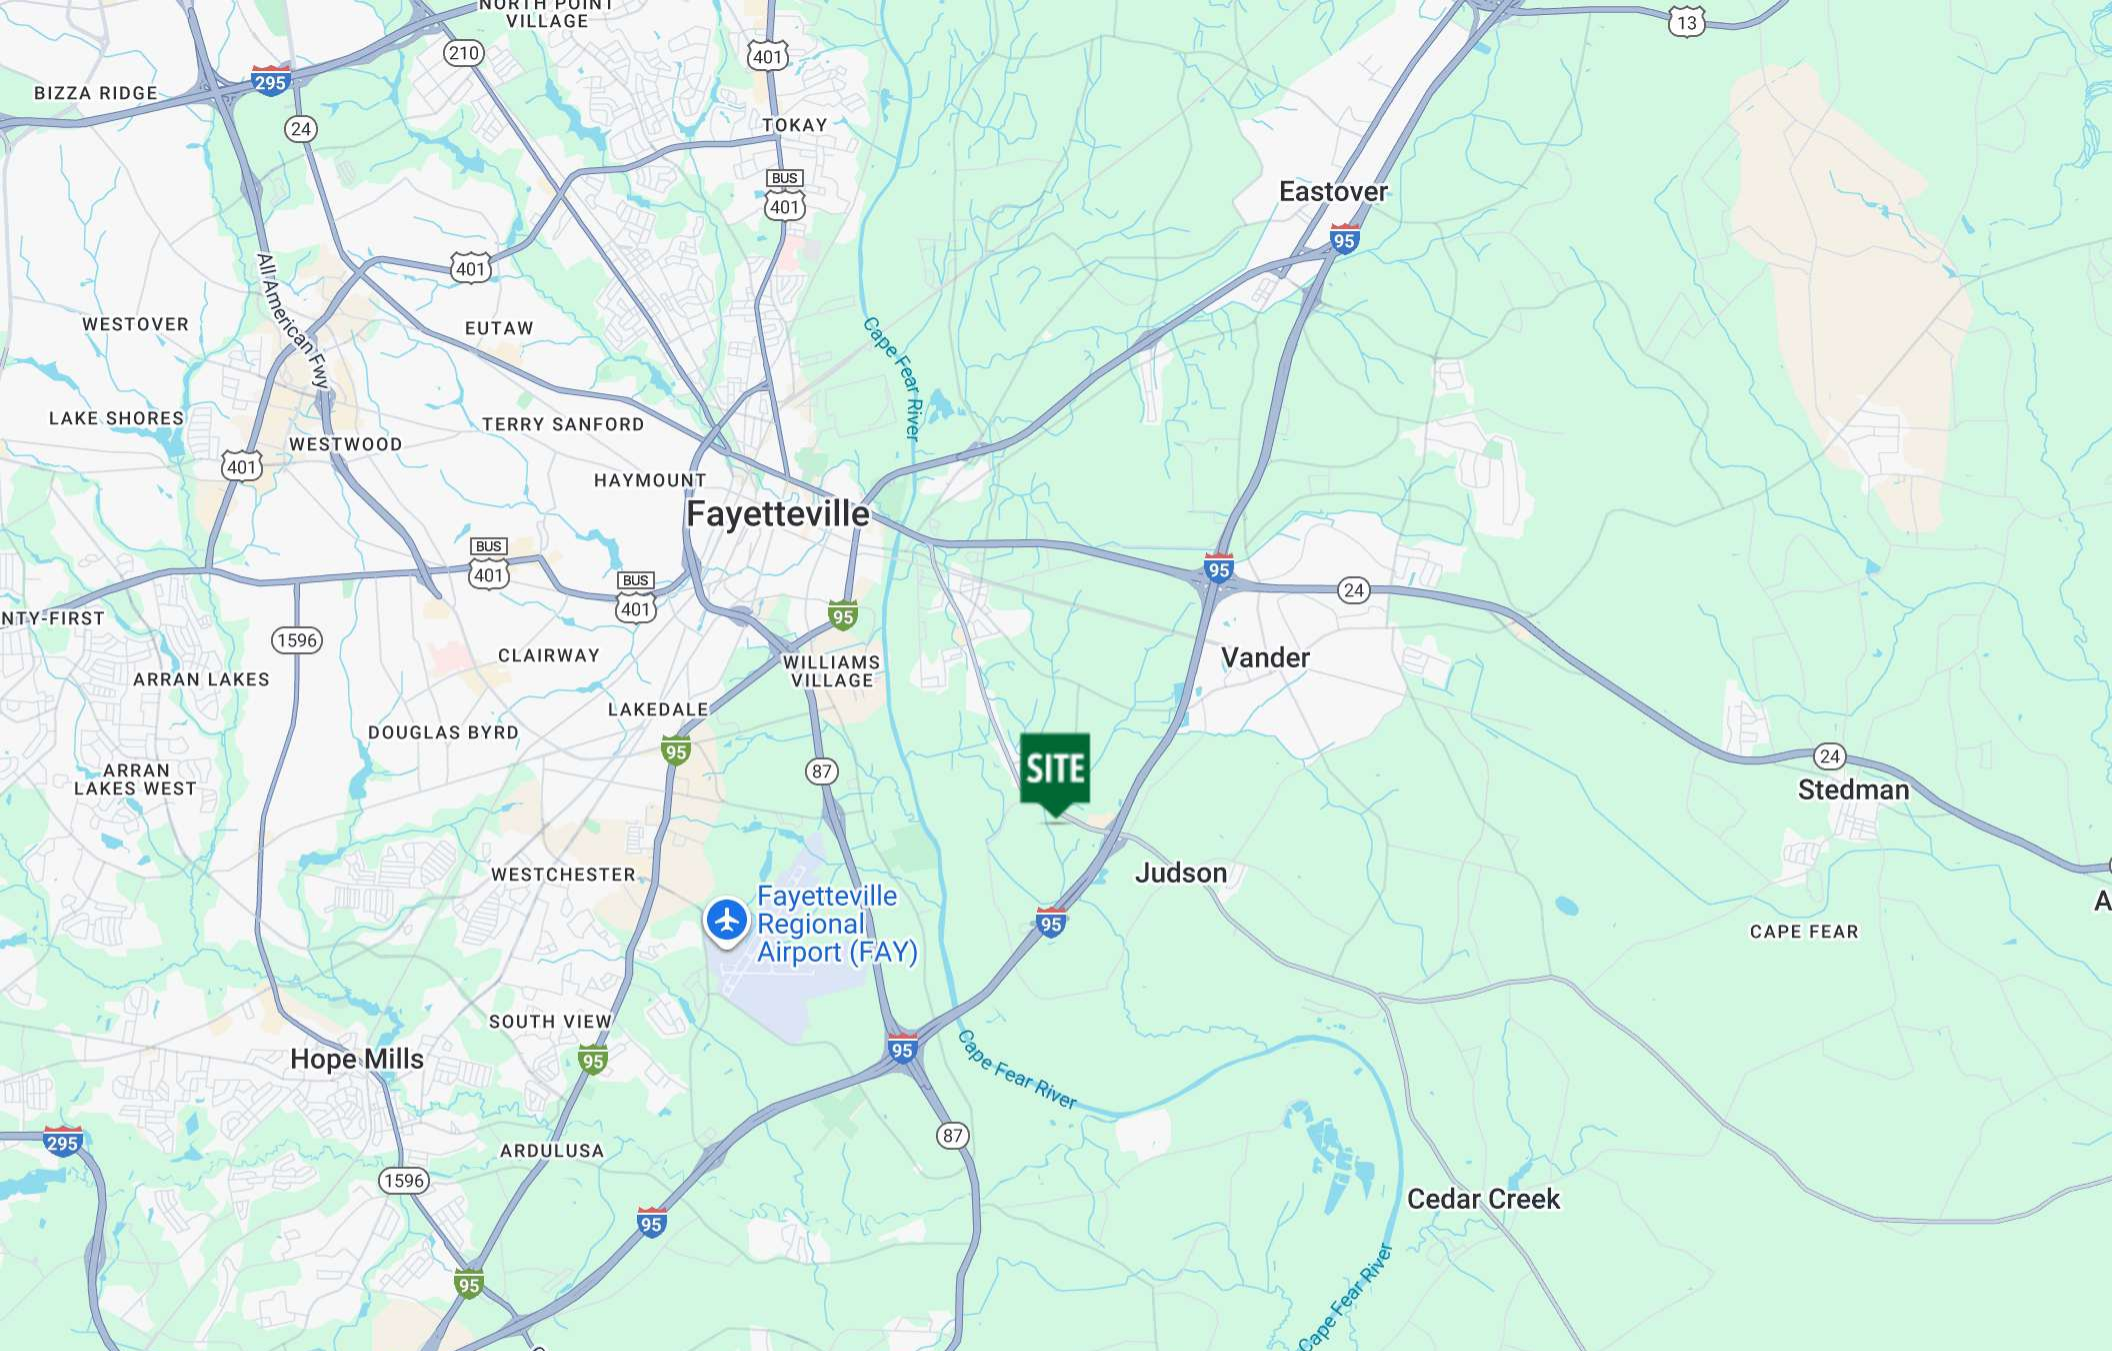 NORTH POINT
VILLAGE
13
210
401
295
BIZZA RIDGE
24
TOKAY
BUS
401
Eastover
95
All American Fwy
401
WESTOVER
EUTAW
Cape Fear River
LAKE SHORES
TERRY SANFORD
WESTWOOD
401
HAYMOUNT
Fayetteville
BUS
401
BUS
401
95
24
95
NTY-FIRST
1596
CLAIRWAY
WILLIAMS
VILLAGE
Vander
ARRAN LAKES
LAKEDALE
DOUGLAS BYRD
95
87
SITE
24
Stedman
ARRAN
LAKES WEST
WESTCHESTER
Judson
Fayetteville
Regional
Airport (FAY)
95
A
CAPE FEAR
SOUTH VIEW
95
Hope Mills
95
Cape Fear River
295
ARDULUSA
87
1596
Cedar Creek
95
95
Cape Fear River